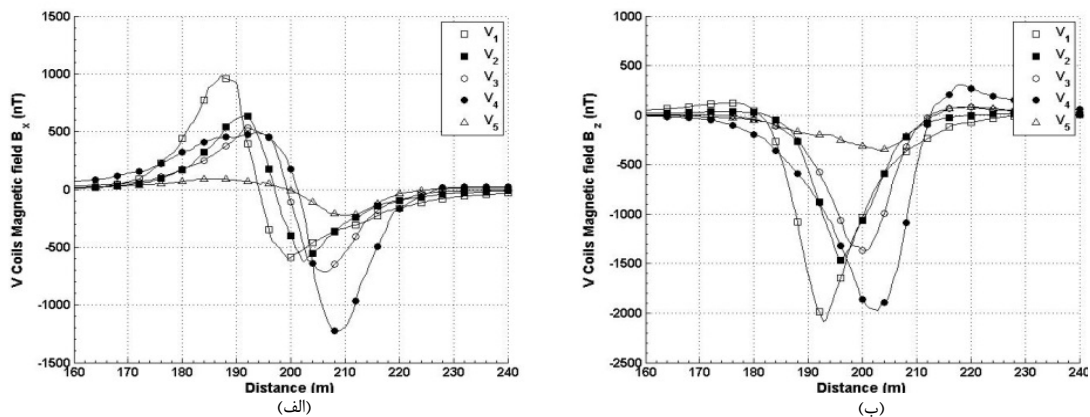 1500
1000
500
0
-500
-1000
-1500
V Coils Magnetic field B_x (nT)
160 170 180 190 200 210 220 230 240
Distance (m)
V_1
V_2
V_3
V_4
V_5
(الف)
1000
500
0
-500
-1000
-1500
-2000
-2500
V Coils Magnetic field B_z (nT)
160 170 180 190 200 210 220 230 240
Distance (m)
V_1
V_2
V_3
V_4
V_5
(ب)